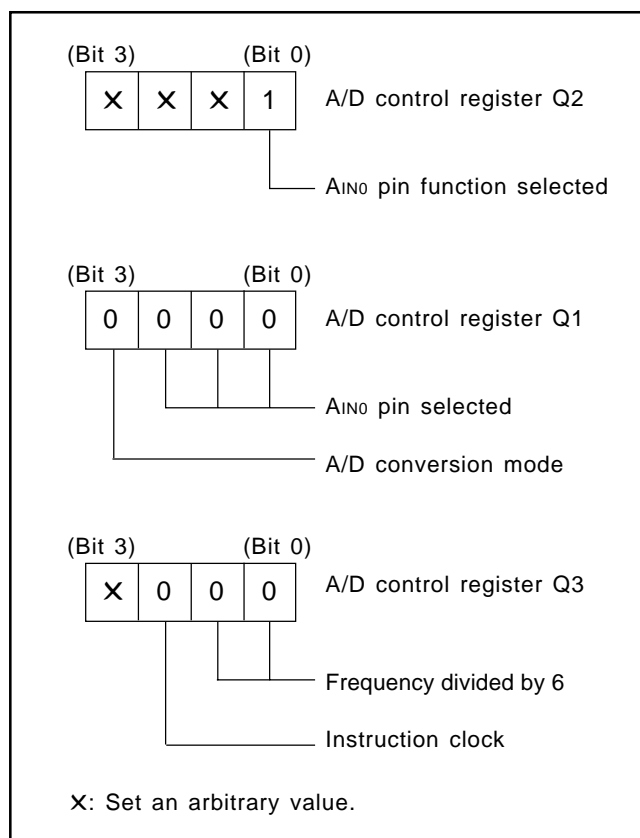 (Bit 3) (Bit 0)
X X X 1 A/D control register Q2
AIN0 pin function selected
(Bit 3) (Bit 0)
0 0 0 0 A/D control register Q1
AIN0 pin selected
A/D conversion mode
(Bit 3) (Bit 0)
X 0 0 0 A/D control register Q3
Frequency divided by 6
Instruction clock
X: Set an arbitrary value.